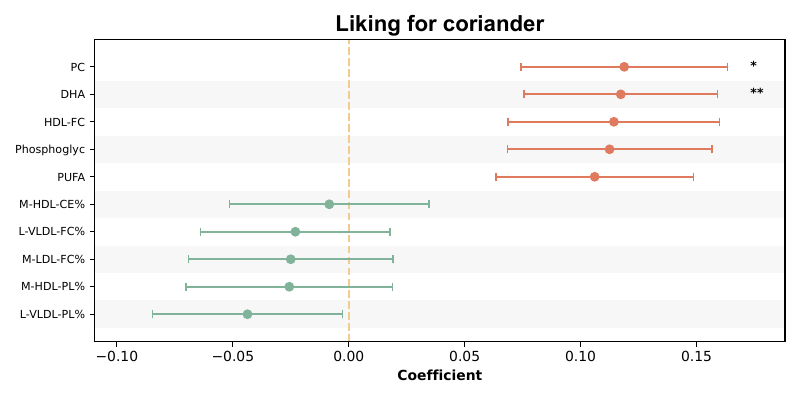 Liking for coriander
PC
*
DHA
**
HDL-FC
Phosphoglyc
PUFA
M-HDL-CE%
L-VLDL-FC%
M-LDL-FC%
M-HDL-PL%
L-VLDL-PL%
−0.10 −0.05 0.00 0.05 0.10 0.15
Coefficient